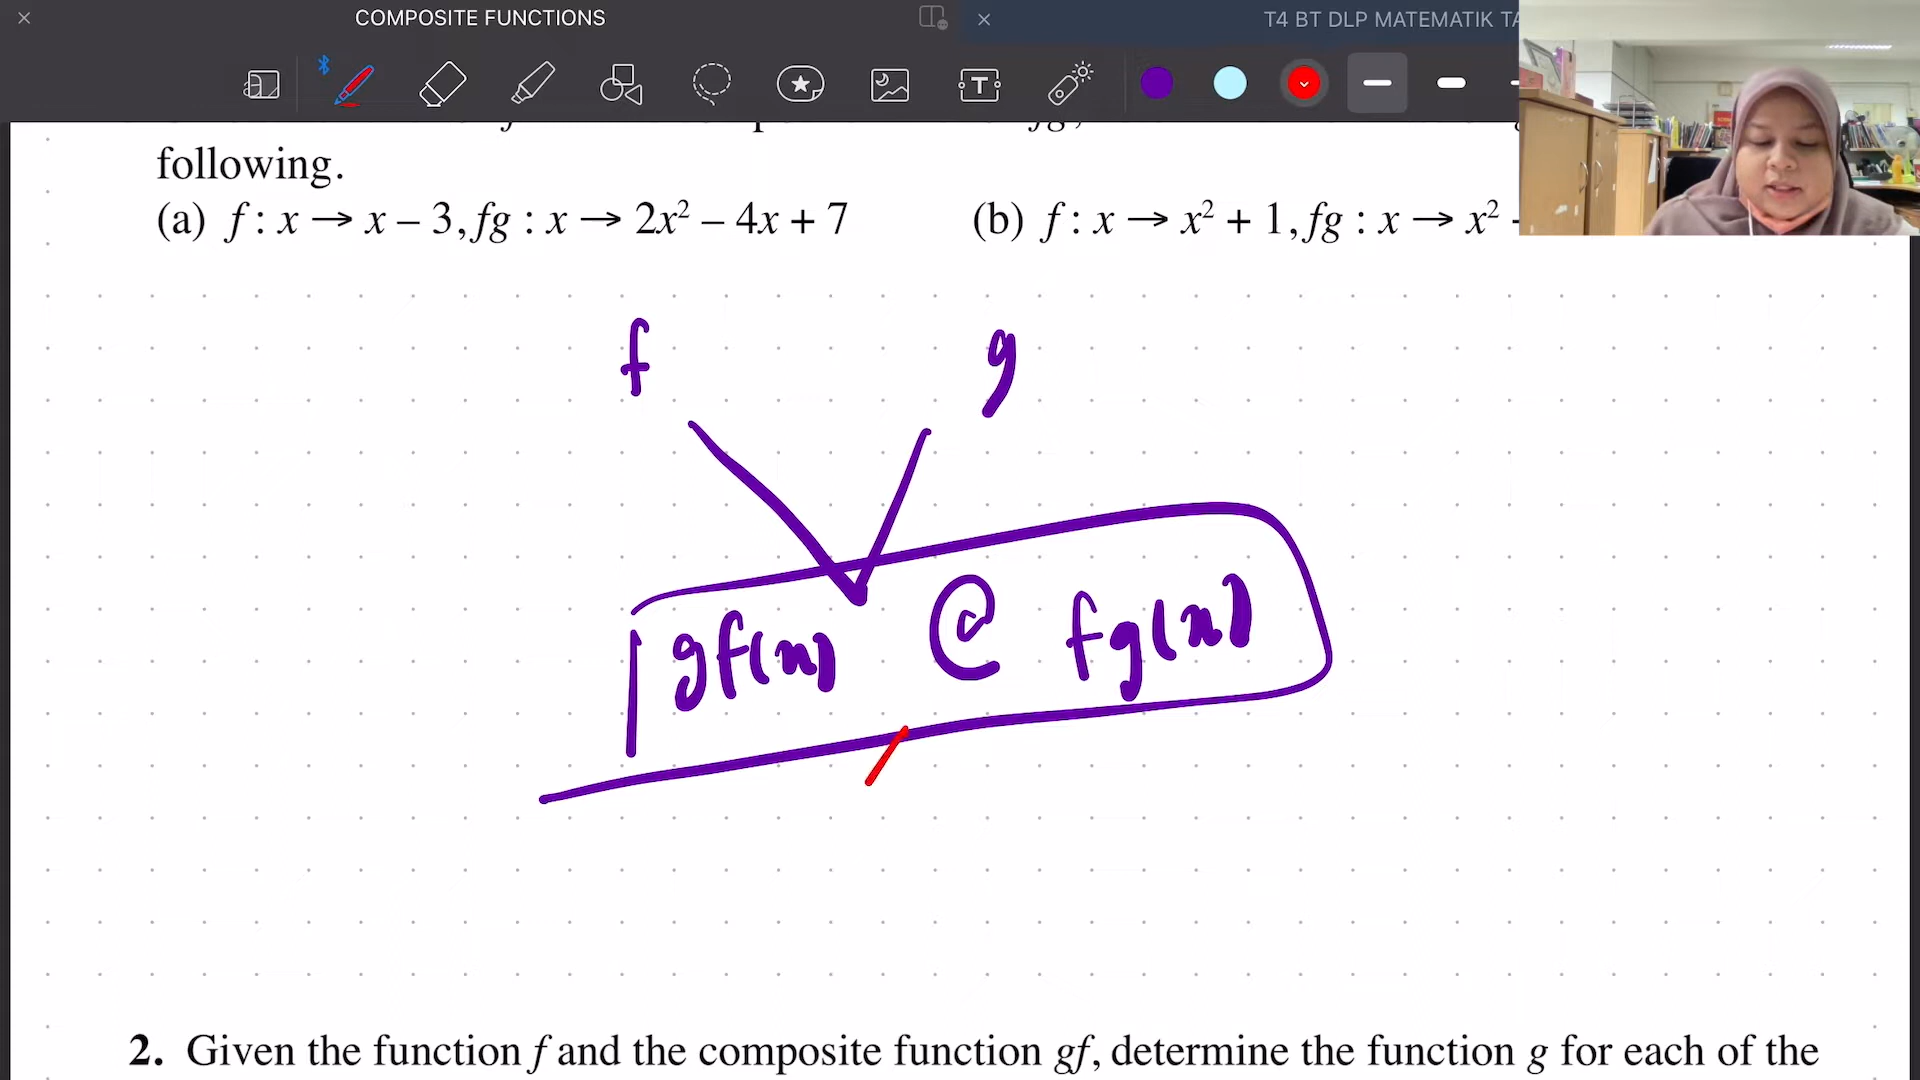 COMPOSITE FUNCTIONS
T4 BT DLP MATEMATIK
T
following.
(a) f : x → x – 3, fg : x → 2x² – 4x + 7
(b) f : x → x² + 1, fg : x → x²
f g
gf(x) @ fg(x)
2. Given the function f and the composite function gf, determine the function g for each of the